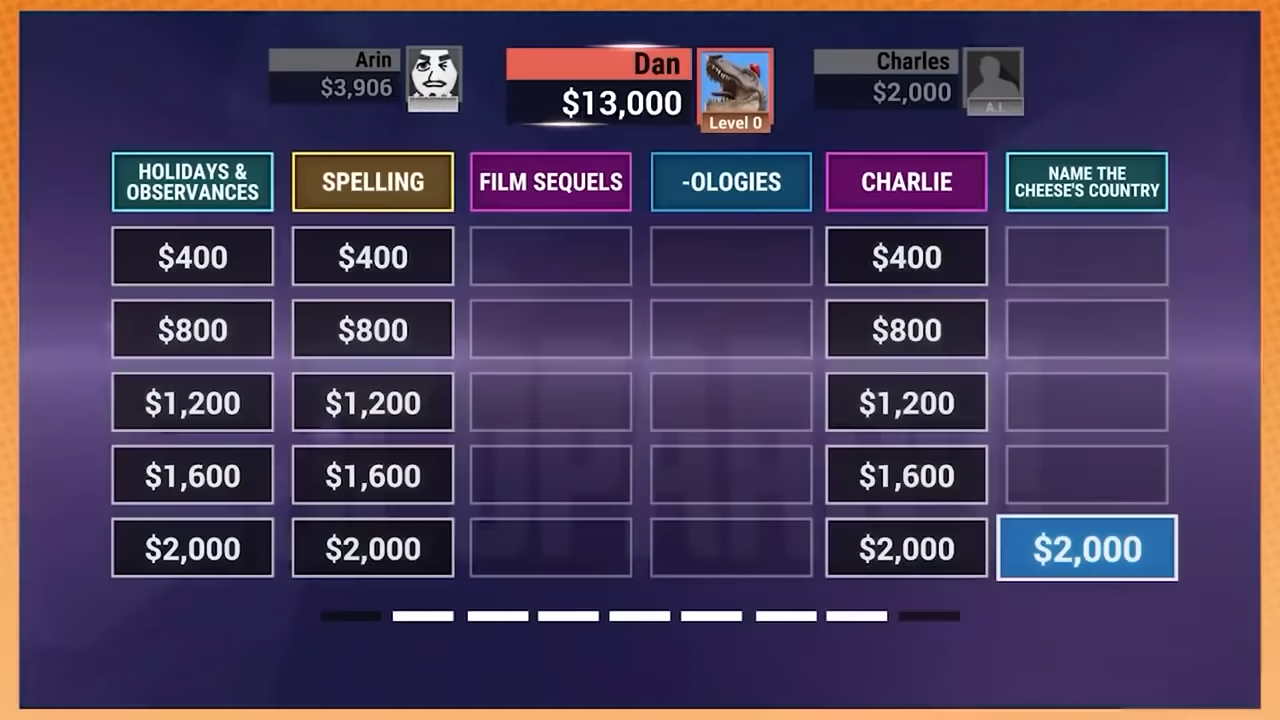 Arin
$3,906
Dan
$13,000
Level 0
Charles
$2,000
A.I.
HOLIDAYS &
OBSERVANCES
SPELLING
FILM SEQUELS
-OLOGIES
CHARLIE
NAME THE
CHEESE'S COUNTRY
$400
$400
$400
$800
$800
$800
$1,200
$1,200
$1,200
$1,600
$1,600
$1,600
$2,000
$2,000
$2,000
$2,000